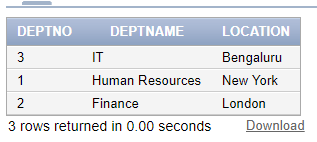 DEPTNO DEPTNAME LOCATION
3 IT Bengaluru
1 Human Resources New York
2 Finance London
3 rows returned in 0.00 seconds Download